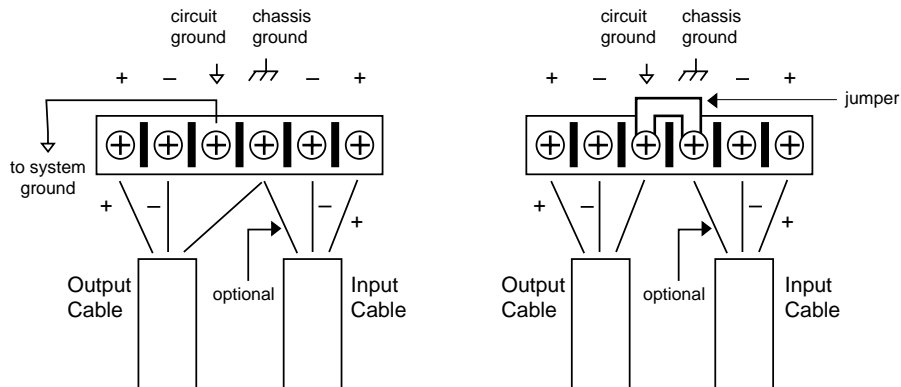 circuit ground
chassis ground
+ – – +
to system ground
+ – – +
Output Cable
optional
Input Cable
circuit ground
chassis ground
+ – – +
jumper
+ – – +
Output Cable
optional
Input Cable